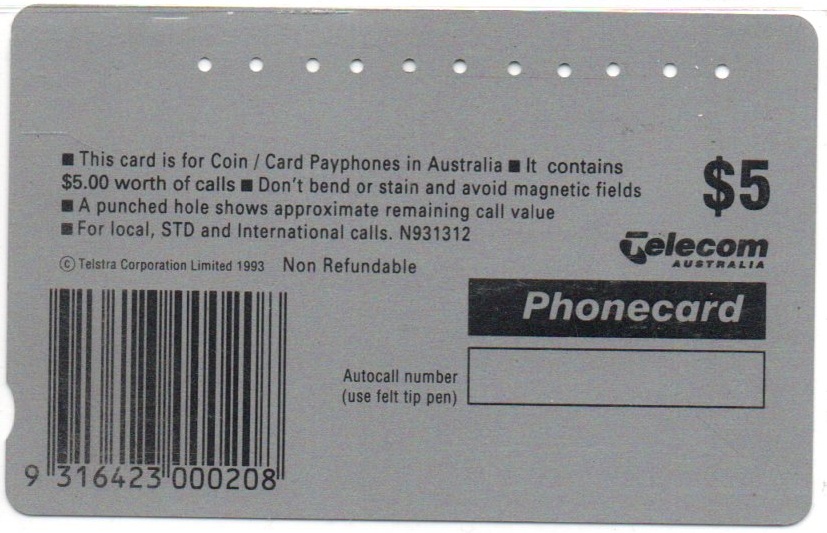 ■ This card is for Coin / Card Payphones in Australia ■ It contains
$5.00 worth of calls ■ Don't bend or stain and avoid magnetic fields
■ A punched hole shows approximate remaining call value
■ For local, STD and International calls. N931312
© Telstra Corporation Limited 1993 Non Refundable
$5
Telecom
AUSTRALIA
Phonecard
Autocall number
(use felt tip pen)
9 316423 000208